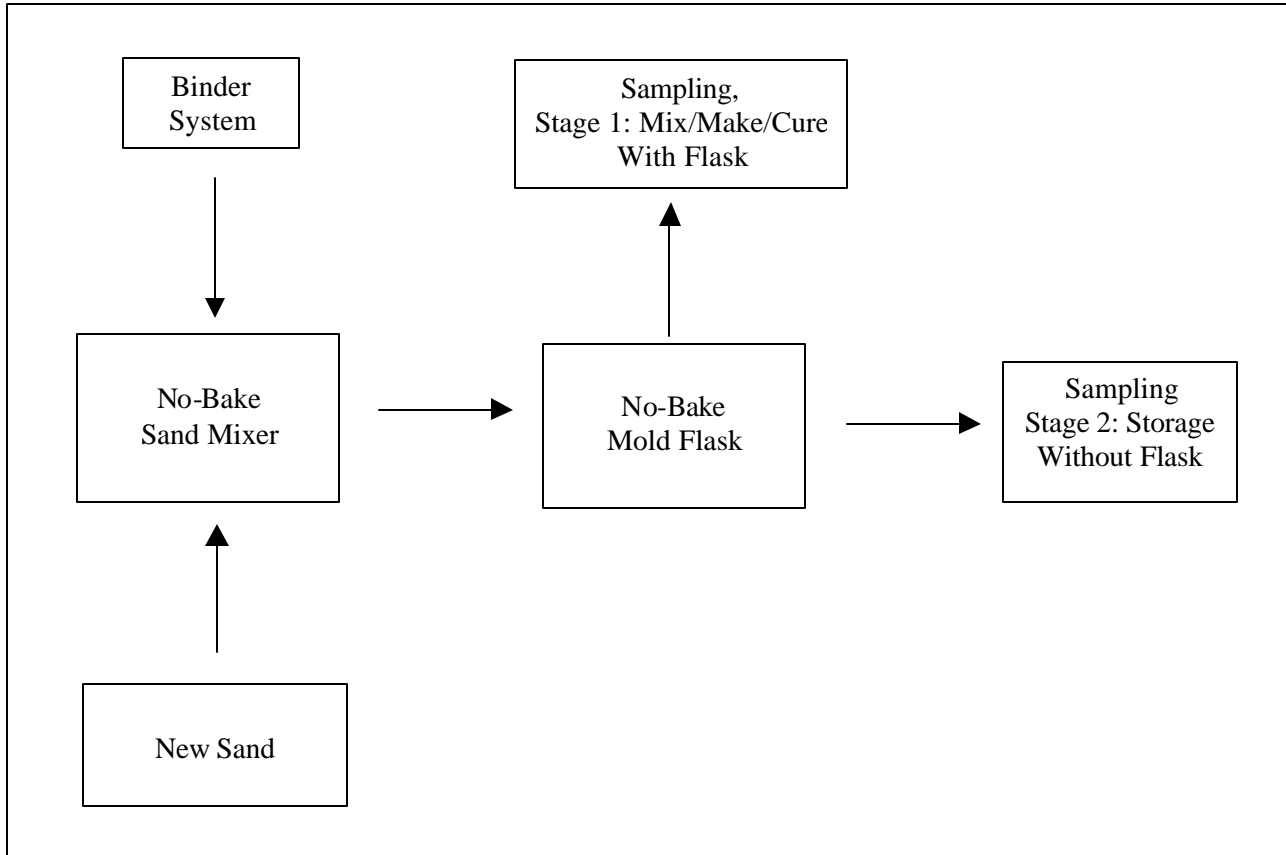 Binder
System
Sampling,
Stage 1: Mix/Make/Cure
With Flask
No-Bake
Sand Mixer
No-Bake
Mold Flask
Sampling
Stage 2: Storage
Without Flask
New Sand